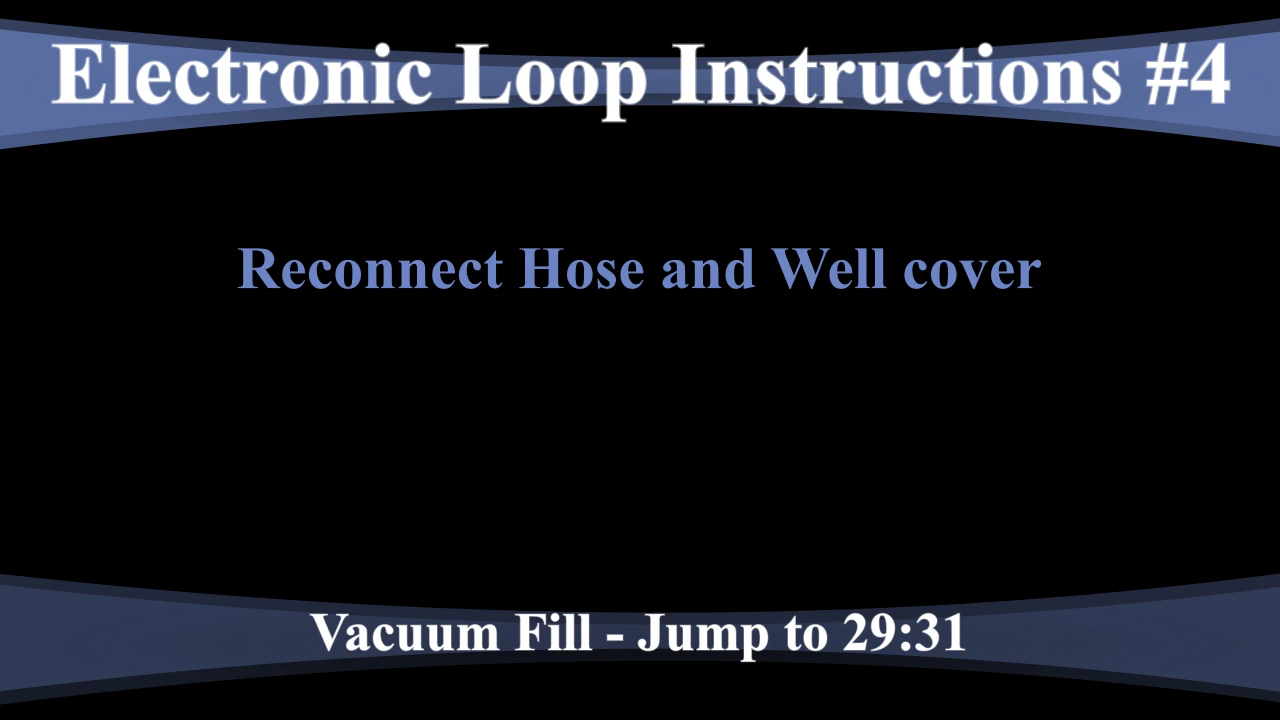 Electronic Loop Instructions #4
Reconnect Hose and Well cover
Vacuum Fill - Jump to 29:31